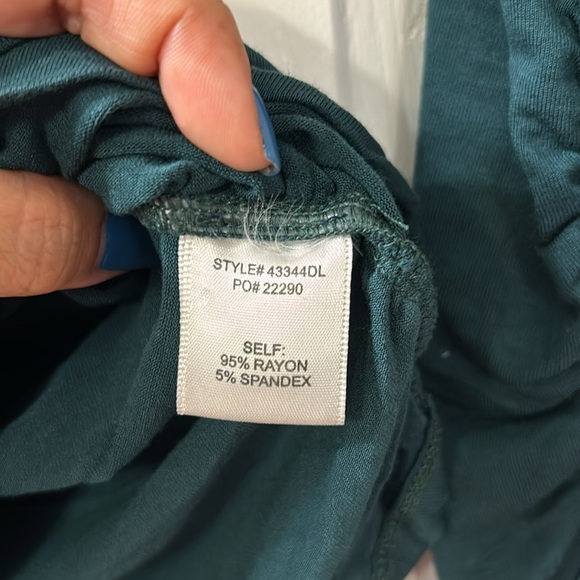 STYLE# 43344DL
PO# 22290
SELF:
95% RAYON
5% SPANDEX